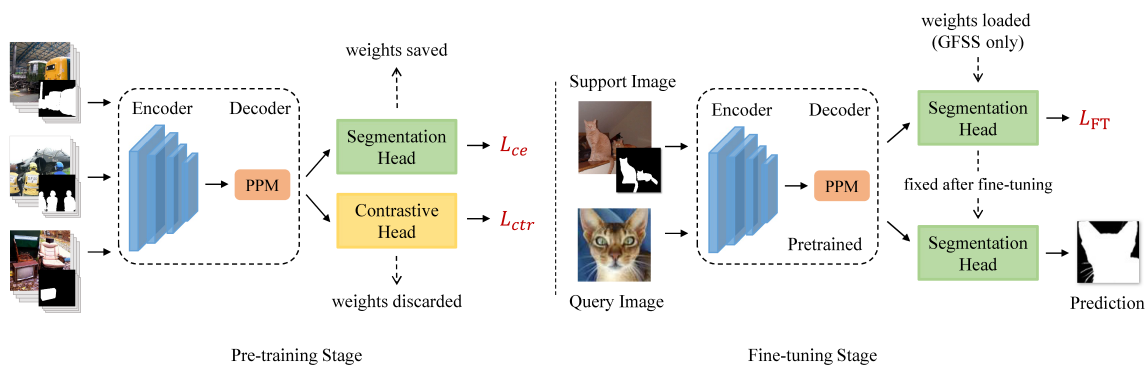 weights saved
Encoder
Decoder
PPM
Segmentation
Head
L_ce
Contrastive
Head
L_ctr
weights discarded
Pre-training Stage
weights loaded
(GFSS only)
Support Image
Encoder
Decoder
PPM
Pretrained
Segmentation
Head
L_FT
fixed after fine-tuning
Segmentation
Head
Query Image
Prediction
Fine-tuning Stage